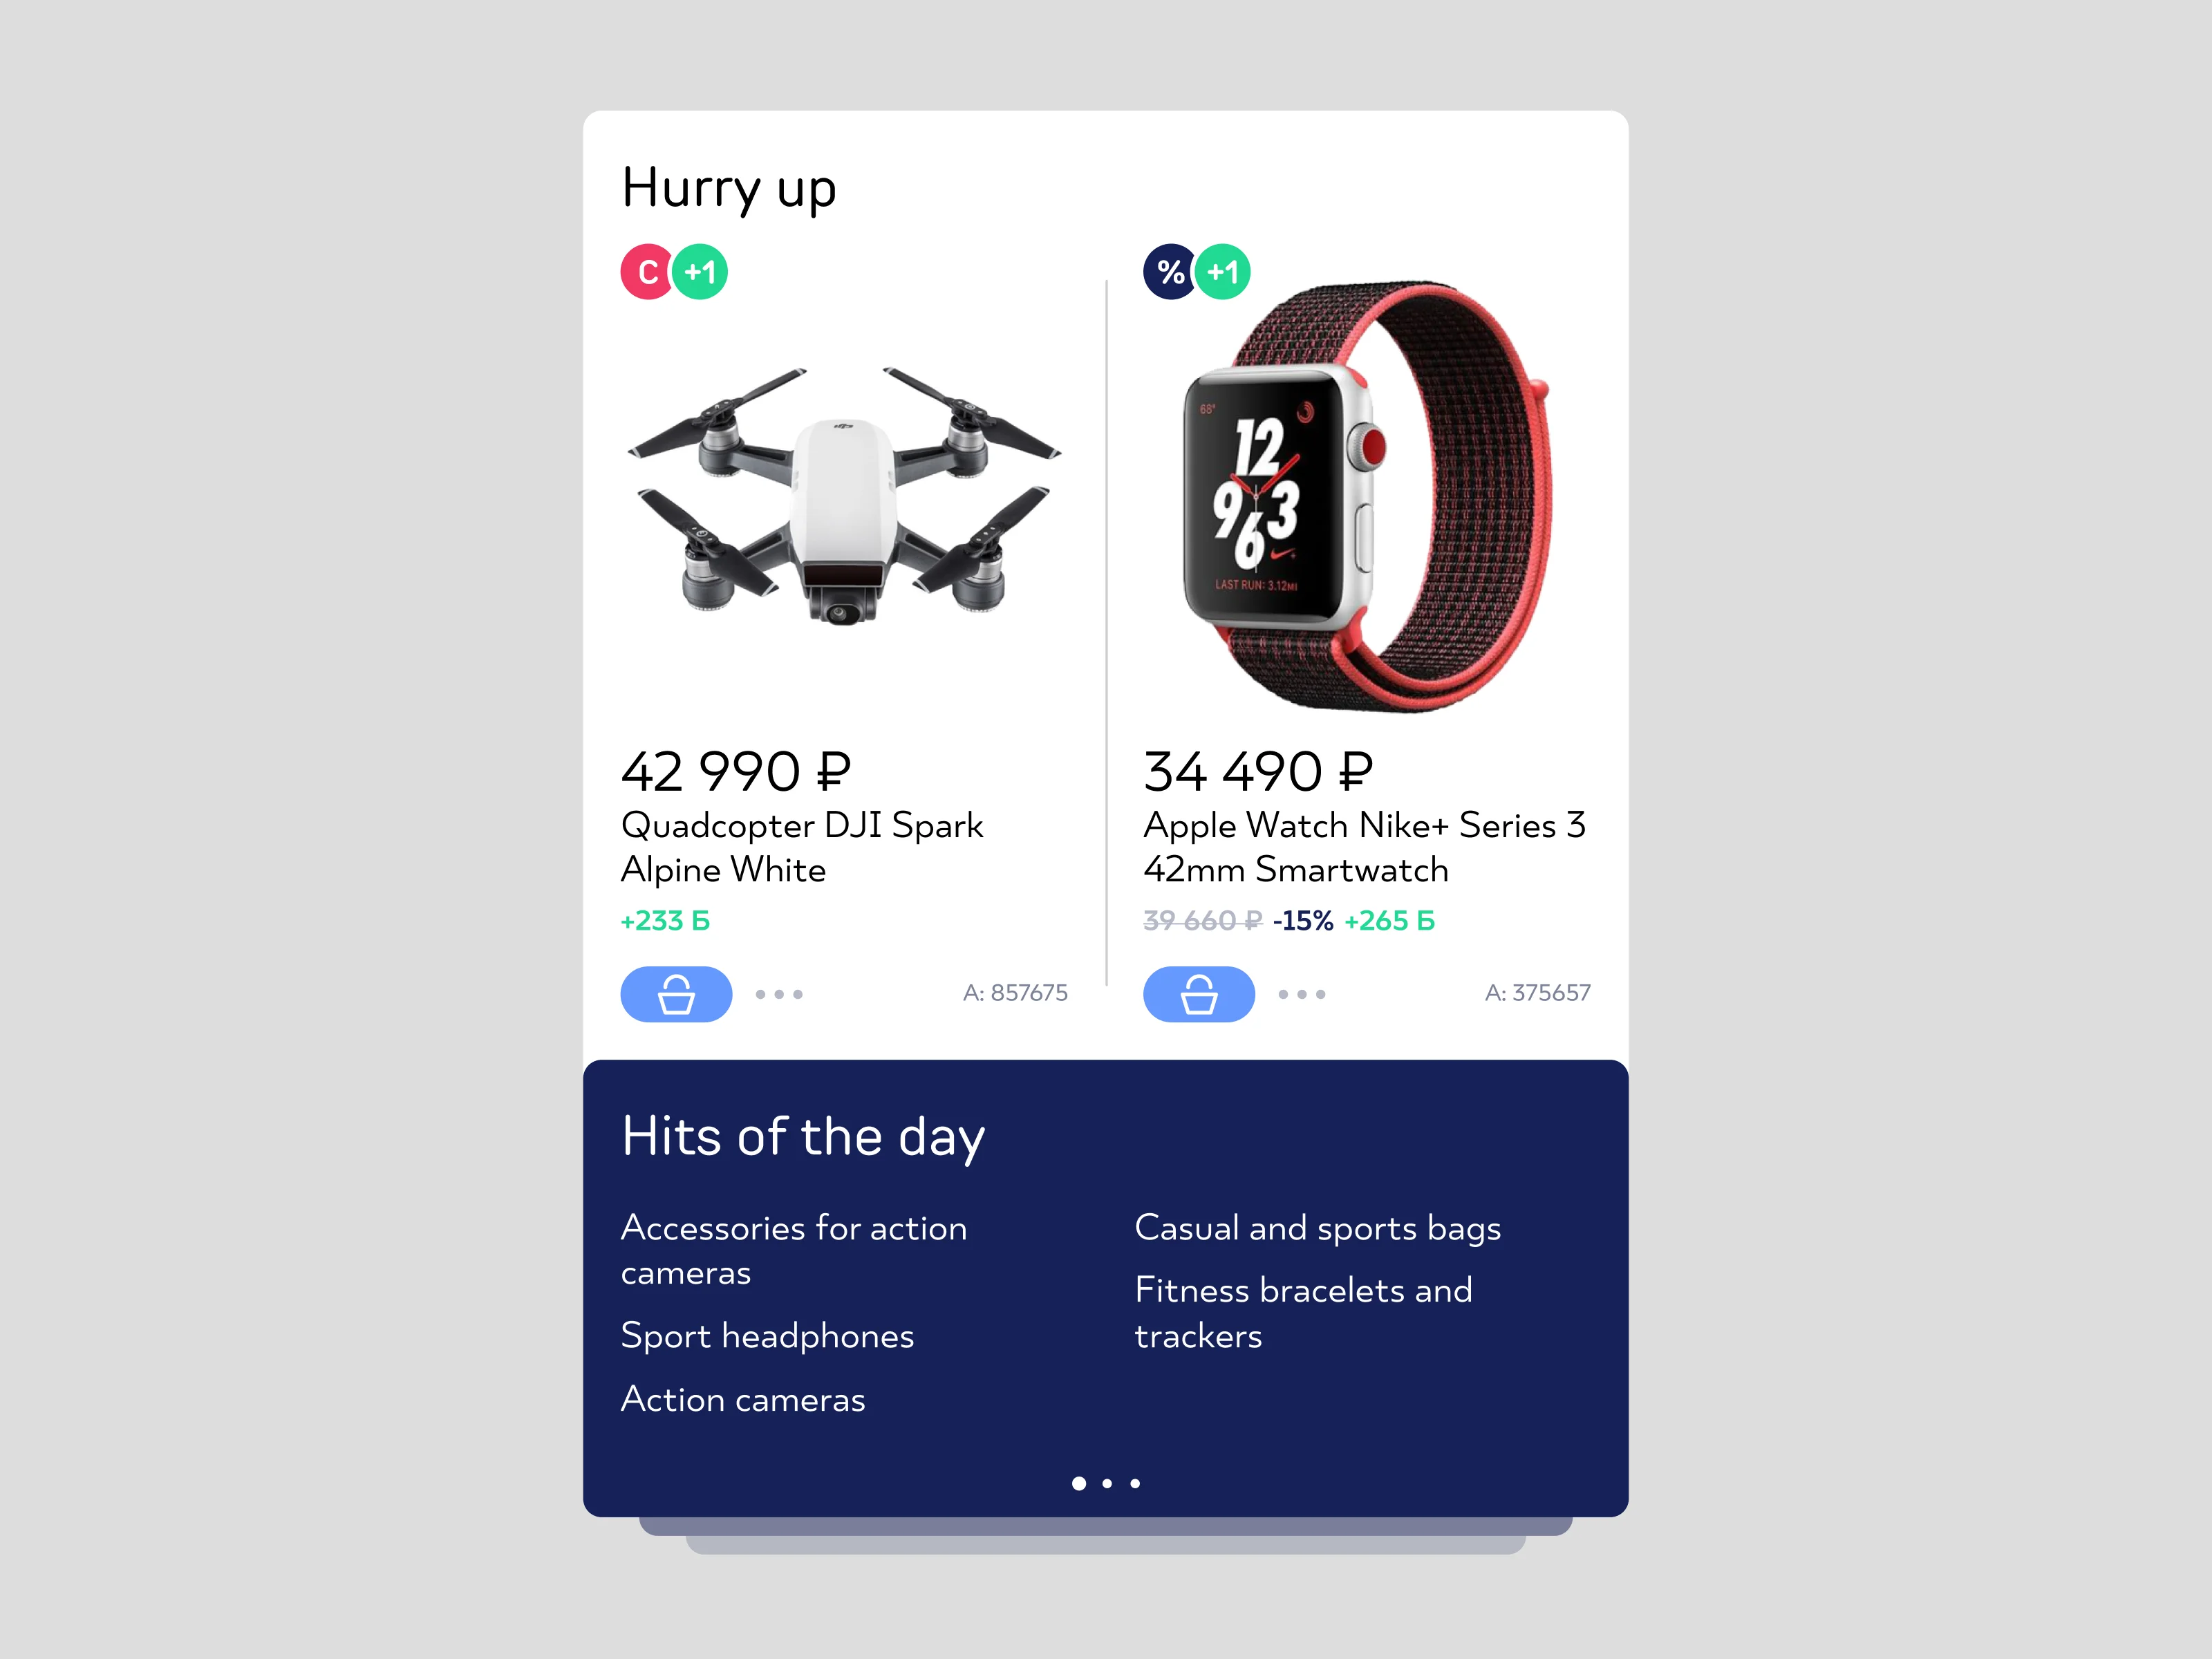 Hurry up
C +1
% +1
68°
12
9 3
6
LAST RUN: 3.12MI
42 990 ₽
Quadcopter DJI Spark
Alpine White
+233 Б
A: 857675
34 490 ₽
Apple Watch Nike+ Series 3
42mm Smartwatch
39 660 ₽ -15% +265 Б
A: 375657
Hits of the day
Accessories for action
cameras
Sport headphones
Action cameras
Casual and sports bags
Fitness bracelets and
trackers